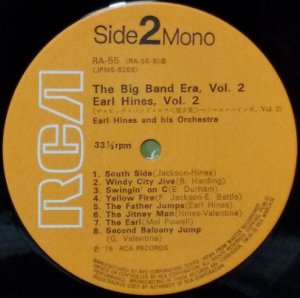 Side 2 Mono
RCA
RA-55 (RA-55-B)Ⓑ
(JPM6-8266)
The Big Band Era, Vol. 2
Earl Hines, Vol. 2
Earl Hines and his Orchestra
33⅓rpm
1. South Side (Jackson-Hines)
2. Windy City Jive (B. Harding)
3. Swingin' on C (E. Durham)
4. Yellow Fire (F. Jackson-E. Battle)
5. The Father Jumps (Earl Hines)
6. The Jitney Man (Hines-Valentine)
7. The Earl (Mel Powell)
8. Second Balcony Jump
(G. Valentine)
Ⓟ '76 RCA RECORDS